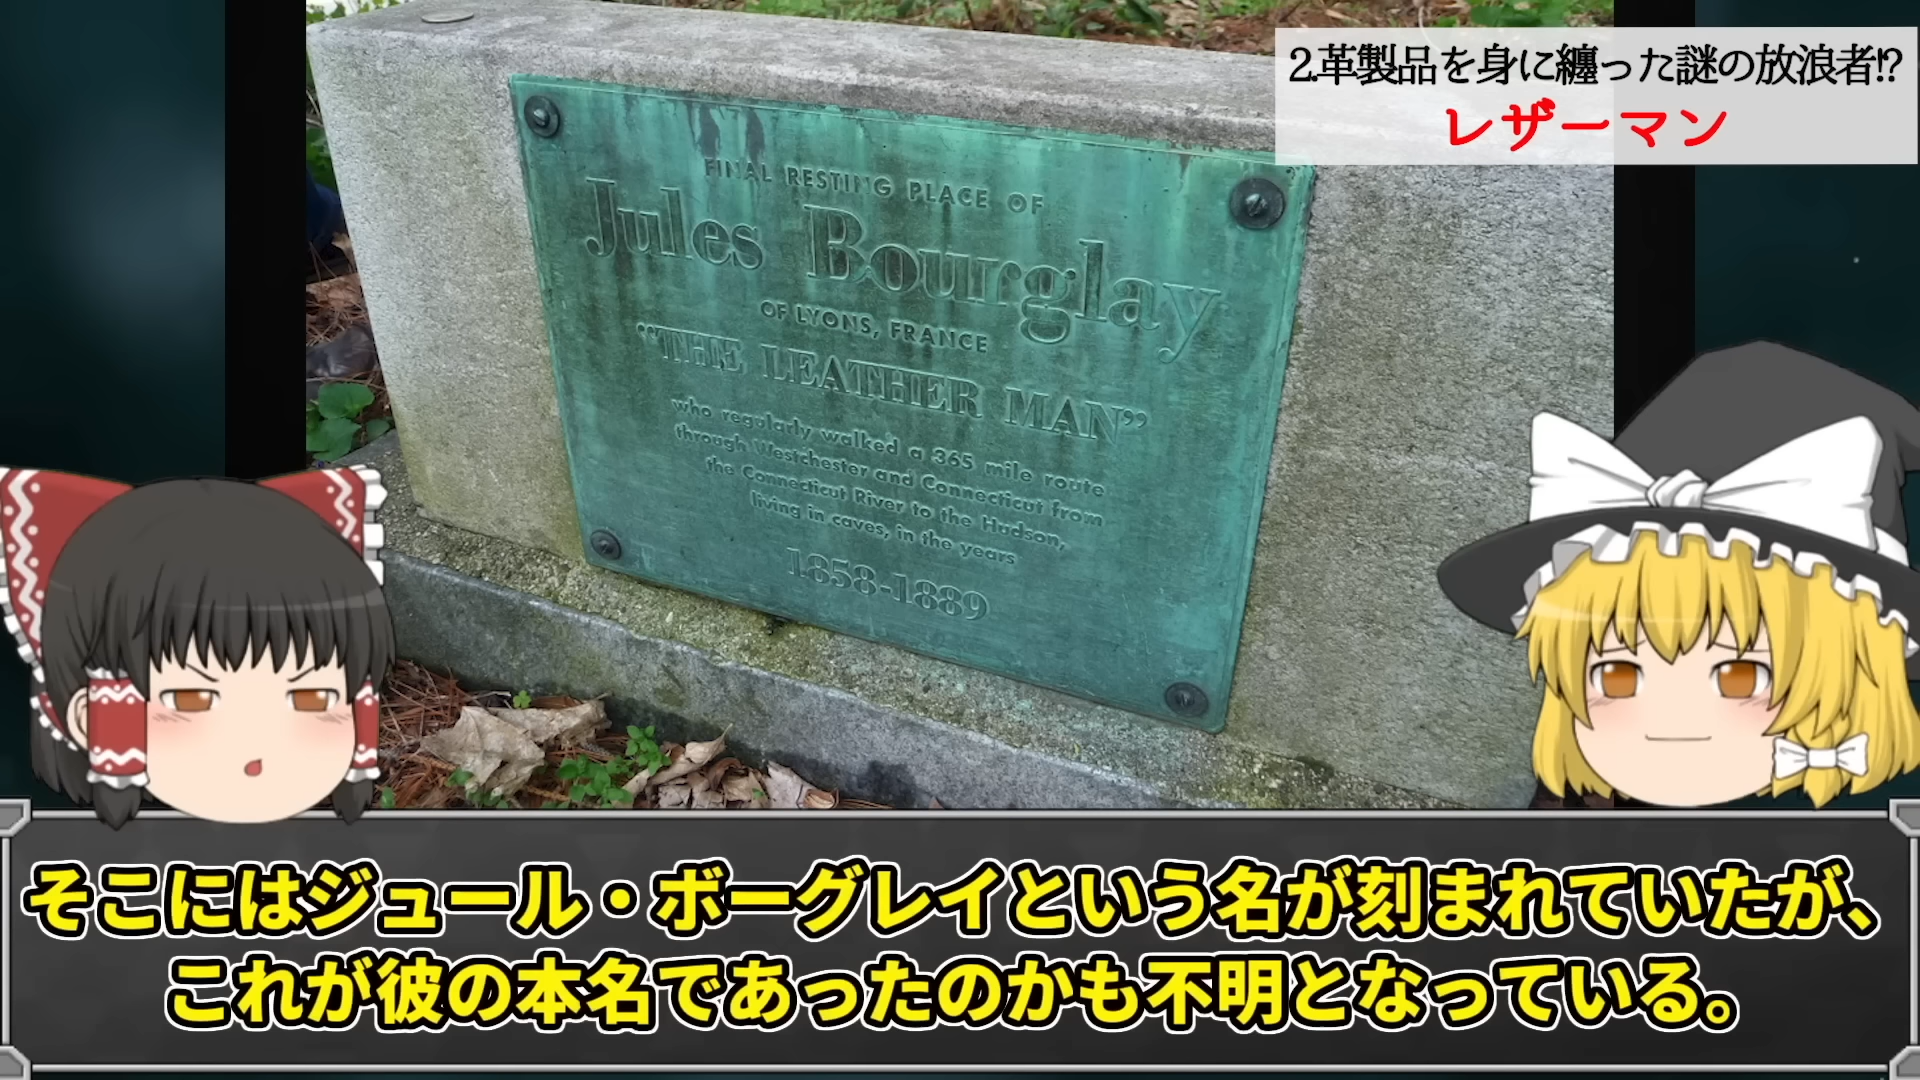 2.革製品を身に纏った謎の放浪者!?
レザーマン
FINAL RESTING PLACE OF
Jules Bourglay
OF LYONS, FRANCE
“THE LEATHER MAN”
who regularly walked a 365 mile route
through Westchester and Connecticut from
the Connecticut River to the Hudson,
living in caves, in the years
1858-1889
そこにはジュール・ボーグレイという名が刻まれていたが、
これが彼の本名であったのかも不明となっている。